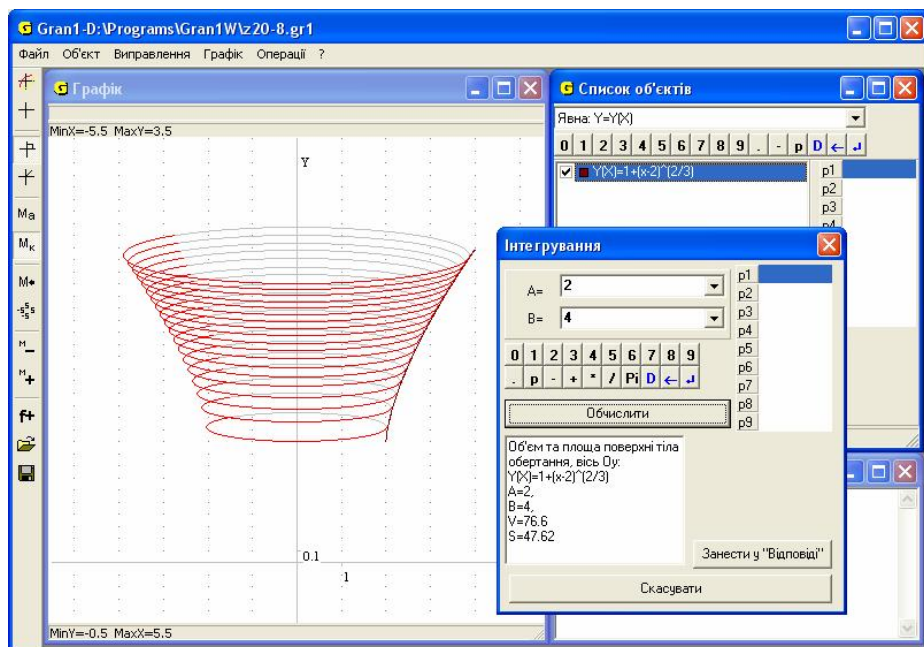 Gran1-D:\Programs\Gran1W\z20-8.gr1
Файл Об'єкт Виправлення Графік Операції ?
Графік
MinX=-5.5 MaxY=3.5
Y
0.1
1
MinY=-0.5 MaxX=5.5
Mа
Mк
M+
M
M+
f+
Список об'єктів
Явна: Y=Y(X)
0 1 2 3 4 5 6 7 8 9 . - p D ← ↲
Y(X)=1+(x-2)^(2/3)
p1
p2
p3
p4
Інтегрування
A= 2
B= 4
0 1 2 3 4 5 6 7 8 9
. p - + * / Pi D ← ↲
Обчислити
p1
p2
p3
p4
p5
p6
p7
p8
p9
Об'єм та площа поверхні тіла
обертання, вісь Oy:
Y(X)=1+(x-2)^(2/3)
A=2,
B=4,
V=76.6
S=47.62
Занести у "Відповіді"
Скасувати